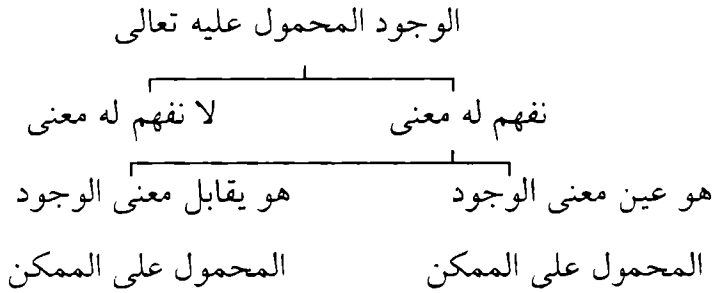 الوجود المحمول عليه تعالى
نفهم له معنى لا نفهم له معنى
هو عين معنى الوجود هو يقابل معنى الوجود
المحمول على الممكن المحمول على الممكن